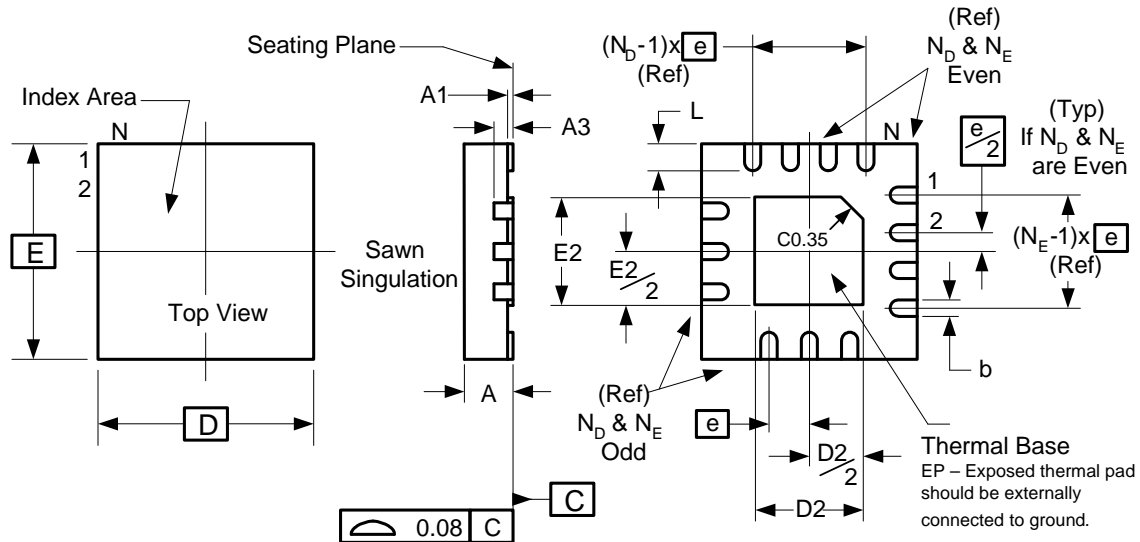 Seating Plane
Index Area
N
1
2
E
Top View
D
A1
A3
Sawn
Singulation
A
0.08 C
C
(N_D-1)x e
(Ref)
(Ref)
N_D & N_E
Even
L
N
e/2
(Typ)
If N_D & N_E
are Even
1
2
(N_E-1)x e
(Ref)
E2
E2/2
C0.35
b
(Ref)
N_D & N_E
Odd
e
D2/2
D2
Thermal Base
EP – Exposed thermal pad
should be externally
connected to ground.